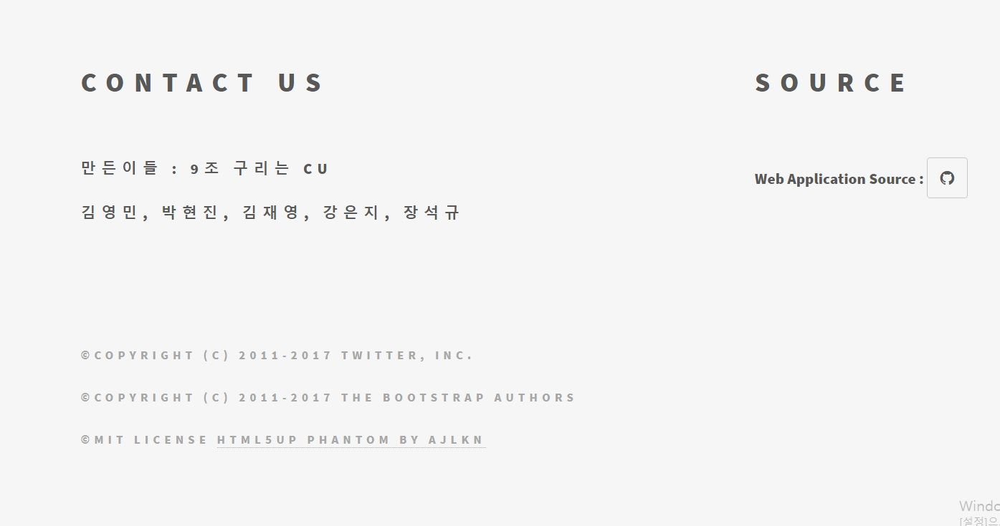 CONTACT US
SOURCE
만든이들 : 9조 구리는 CU
Web Application Source :
김영민, 박현진, 김재영, 강은지, 장석규
©COPYRIGHT (C) 2011-2017 TWITTER, INC.
©COPYRIGHT (C) 2011-2017 THE BOOTSTRAP AUTHORS
©MIT LICENSE HTML5UP PHANTOM BY AJLKN
Windo
[설정]으